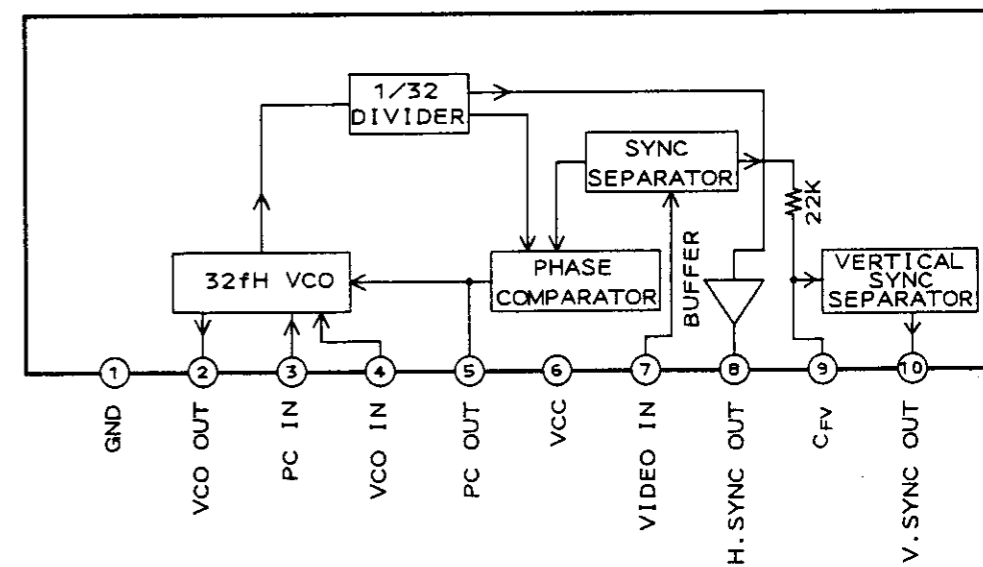 1/32
DIVIDER
SYNC
SEPARATOR
22K
32fH VCO
PHASE
COMPARATOR
BUFFER
VERTICAL
SYNC
SEPARATOR
1
2
3
4
5
6
7
8
9
10
GND
VCO OUT
PC IN
VCO IN
PC OUT
VCC
VIDEO IN
H.SYNC OUT
CFV
V.SYNC OUT